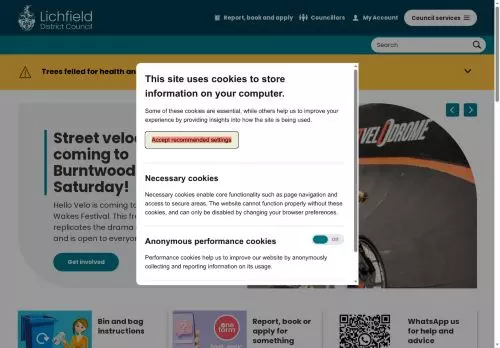 Lichfield
District Council
Report, book and apply
Councillors
My Account
Council services
Search
Trees felled for health an
This site uses cookies to store
information on your computer.
Some of these cookies are essential, while others help us to improve your
experience by providing insights into how the site is being used.
Accept recommended settings
Necessary cookies
Necessary cookies enable core functionality such as page navigation and
access to secure areas. The website cannot function properly without these
cookies, and can only be disabled by changing your browser preferences.
Anonymous performance cookies
Off
Performance cookies help us to improve our website by anonymously
collecting and reporting information on its usage.
Street veloc
coming to
Burntwood
Saturday!
Hello Velo is coming to
Wakes Festival. This fre
replicates the drama
and is open to everyon
Get involved
VELODROME
Bin and bag
instructions
one
form
Report, book or
apply for
something
WhatsApp us
for help and
advice